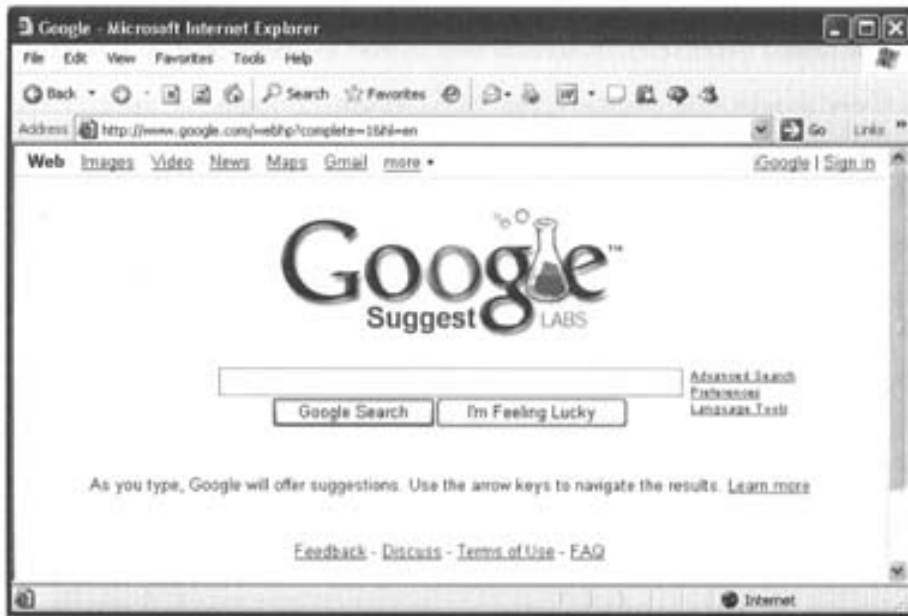 Google - Microsoft Internet Explorer
File Edit View Favorites Tools Help
Back Search Favorites
Address http://www.google.com/webhp?complete=1&hl=en Go Links »
Web Images Video News Maps Gmail more iGoogle | Sign in
Google™
Suggest LABS
Advanced Search
Preferences
Language Tools
Google Search I'm Feeling Lucky
As you type, Google will offer suggestions. Use the arrow keys to navigate the results. Learn more
Feedback - Discuss - Terms of Use - FAQ
Internet